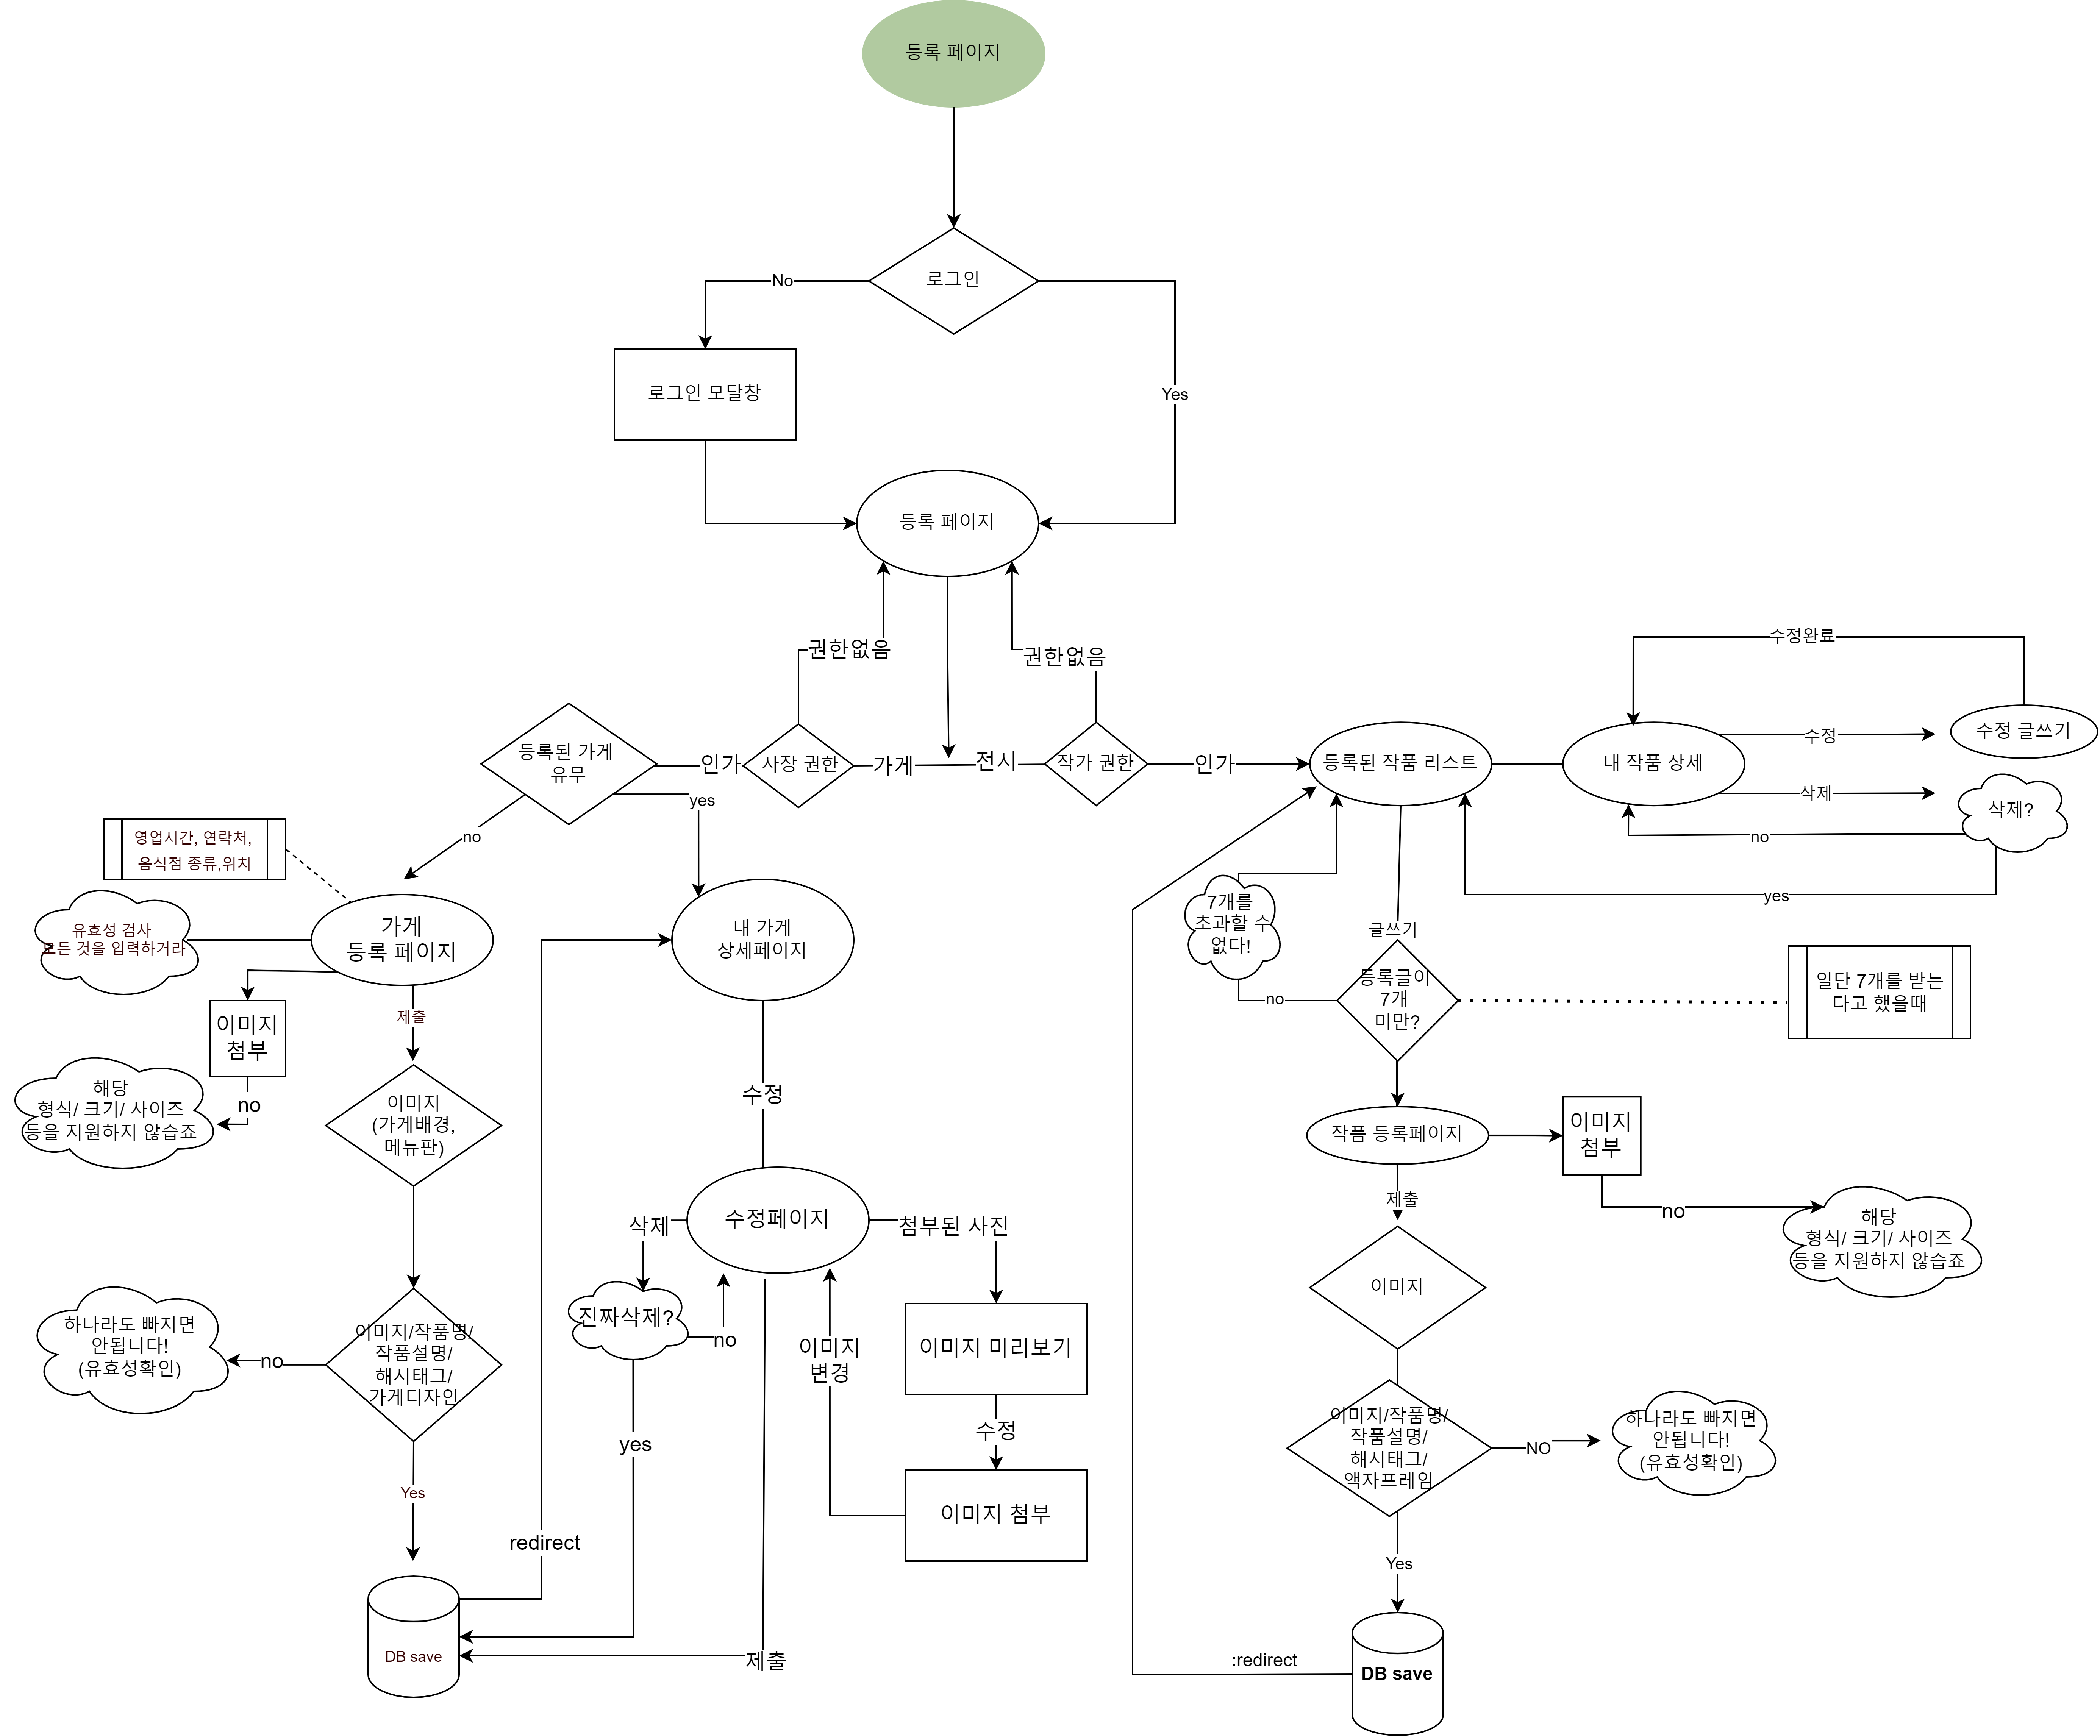 등록 페이지
로그인
No
Yes
로그인 모달창
등록 페이지
권한없음
권한없음
등록된 가게
유무
인가
사장 권한
가게
전시
작가 권한
인가
등록된 작품 리스트
내 작품 상세
수정완료
수정
수정 글쓰기
삭제
삭제?
no
yes
no
yes
영업시간, 연락처,
음식점 종류,위치
유효성 검사
모든 것을 입력하거라
가게
등록 페이지
이미지
첨부
no
해당
형식/ 크기/ 사이즈
등을 지원하지 않습죠
제출
이미지
(가게배경,
메뉴판)
이미지/작품명/
작품설명/
해시태그/
가게디자인
no
하나라도 빠지면
안됩니다!
(유효성확인)
Yes
DB save
redirect
내 가게
상세페이지
수정
수정페이지
삭제
진짜삭제?
no
yes
제출
첨부된 사진
이미지 미리보기
수정
이미지 첨부
이미지
변경
7개를
초과할 수
없다!
no
글쓰기
등록글이
7개
미만?
일단 7개를 받는
다고 했을때
작픔 등록페이지
이미지
첨부
no
해당
형식/ 크기/ 사이즈
등을 지원하지 않습죠
제출
이미지
이미지/작품명/
작품설명/
해시태그/
액자프레임
NO
하나라도 빠지면
안됩니다!
(유효성확인)
Yes
:redirect
DB save